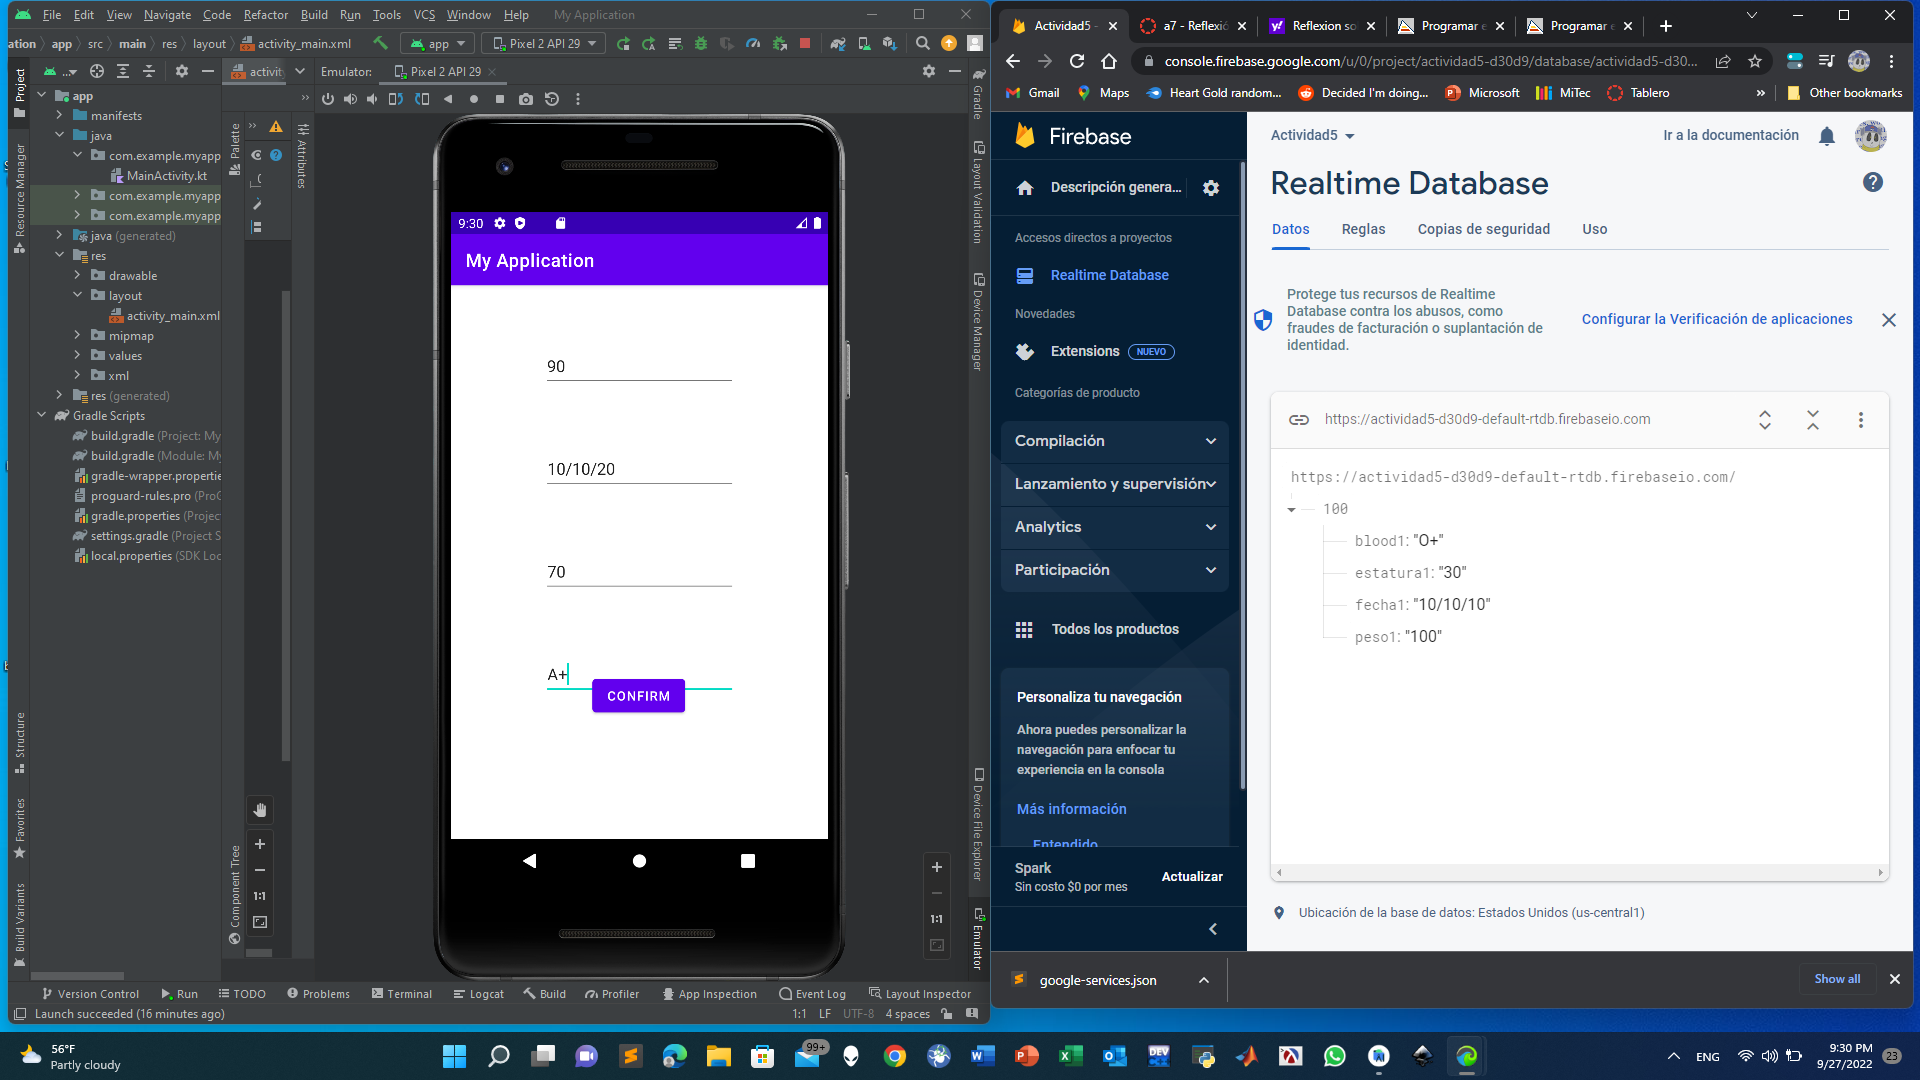 File Edit View Navigate Code Refactor Build Run Tools VCS Window Help My Application
ation app src main res layout activity_main.xml app Pixel 2 API 29
activit Emulator: Pixel 2 API 29
Project
Resource Manager
Structure
Favorites
Build Variants
app
manifests
java
com.example.myapp
MainActivity.kt
com.example.myapp
com.example.myapp
java (generated)
res
drawable
layout
activity_main.xml
mipmap
values
xml
res (generated)
Gradle Scripts
build.gradle (Project: My
build.gradle (Module: My
gradle-wrapper.propertie
proguard-rules.pro (ProG
gradle.properties (Projec
settings.gradle (Project S
local.properties (SDK Loc
Palette
Attributes
Component Tree
1:1
9:30
My Application
90
10/10/20
70
A+
CONFIRM
1:1
Gradle
Layout Validation
Device Manager
Device File Explorer
Emulator
Version Control Run TODO Problems Terminal Logcat Build Profiler App Inspection Event Log Layout Inspector
Launch succeeded (16 minutes ago) 1:1 LF UTF-8 4 spaces
Actividad5 - a7 - Reflexió Reflexion so Programar e Programar e
console.firebase.google.com/u/0/project/actividad5-d30d9/database/actividad5-d30...
Gmail Maps Heart Gold random... Decided I'm doing... Microsoft MiTec Tablero » Other bookmarks
Firebase
Descripción genera...
Accesos directos a proyectos
Realtime Database
Novedades
Extensions NUEVO
Categorías de producto
Compilación
Lanzamiento y supervisión
Analytics
Participación
Todos los productos
Personaliza tu navegación
Ahora puedes personalizar la
navegación para enfocar tu
experiencia en la consola
Más información
Entendido
Spark
Sin costo $0 por mes
Actualizar
Actividad5 Ir a la documentación
Realtime Database
Datos Reglas Copias de seguridad Uso
Protege tus recursos de Realtime
Database contra los abusos, como
fraudes de facturación o suplantación de
identidad.
Configurar la Verificación de aplicaciones
https://actividad5-d30d9-default-rtdb.firebaseio.com
https://actividad5-d30d9-default-rtdb.firebaseio.com/
100
blood1: "O+"
estatura1: "30"
fecha1: "10/10/10"
peso1: "100"
Ubicación de la base de datos: Estados Unidos (us-central1)
google-services.json Show all
56°F
Partly cloudy
99+
DEV
ENG
9:30 PM
9/27/2022
23